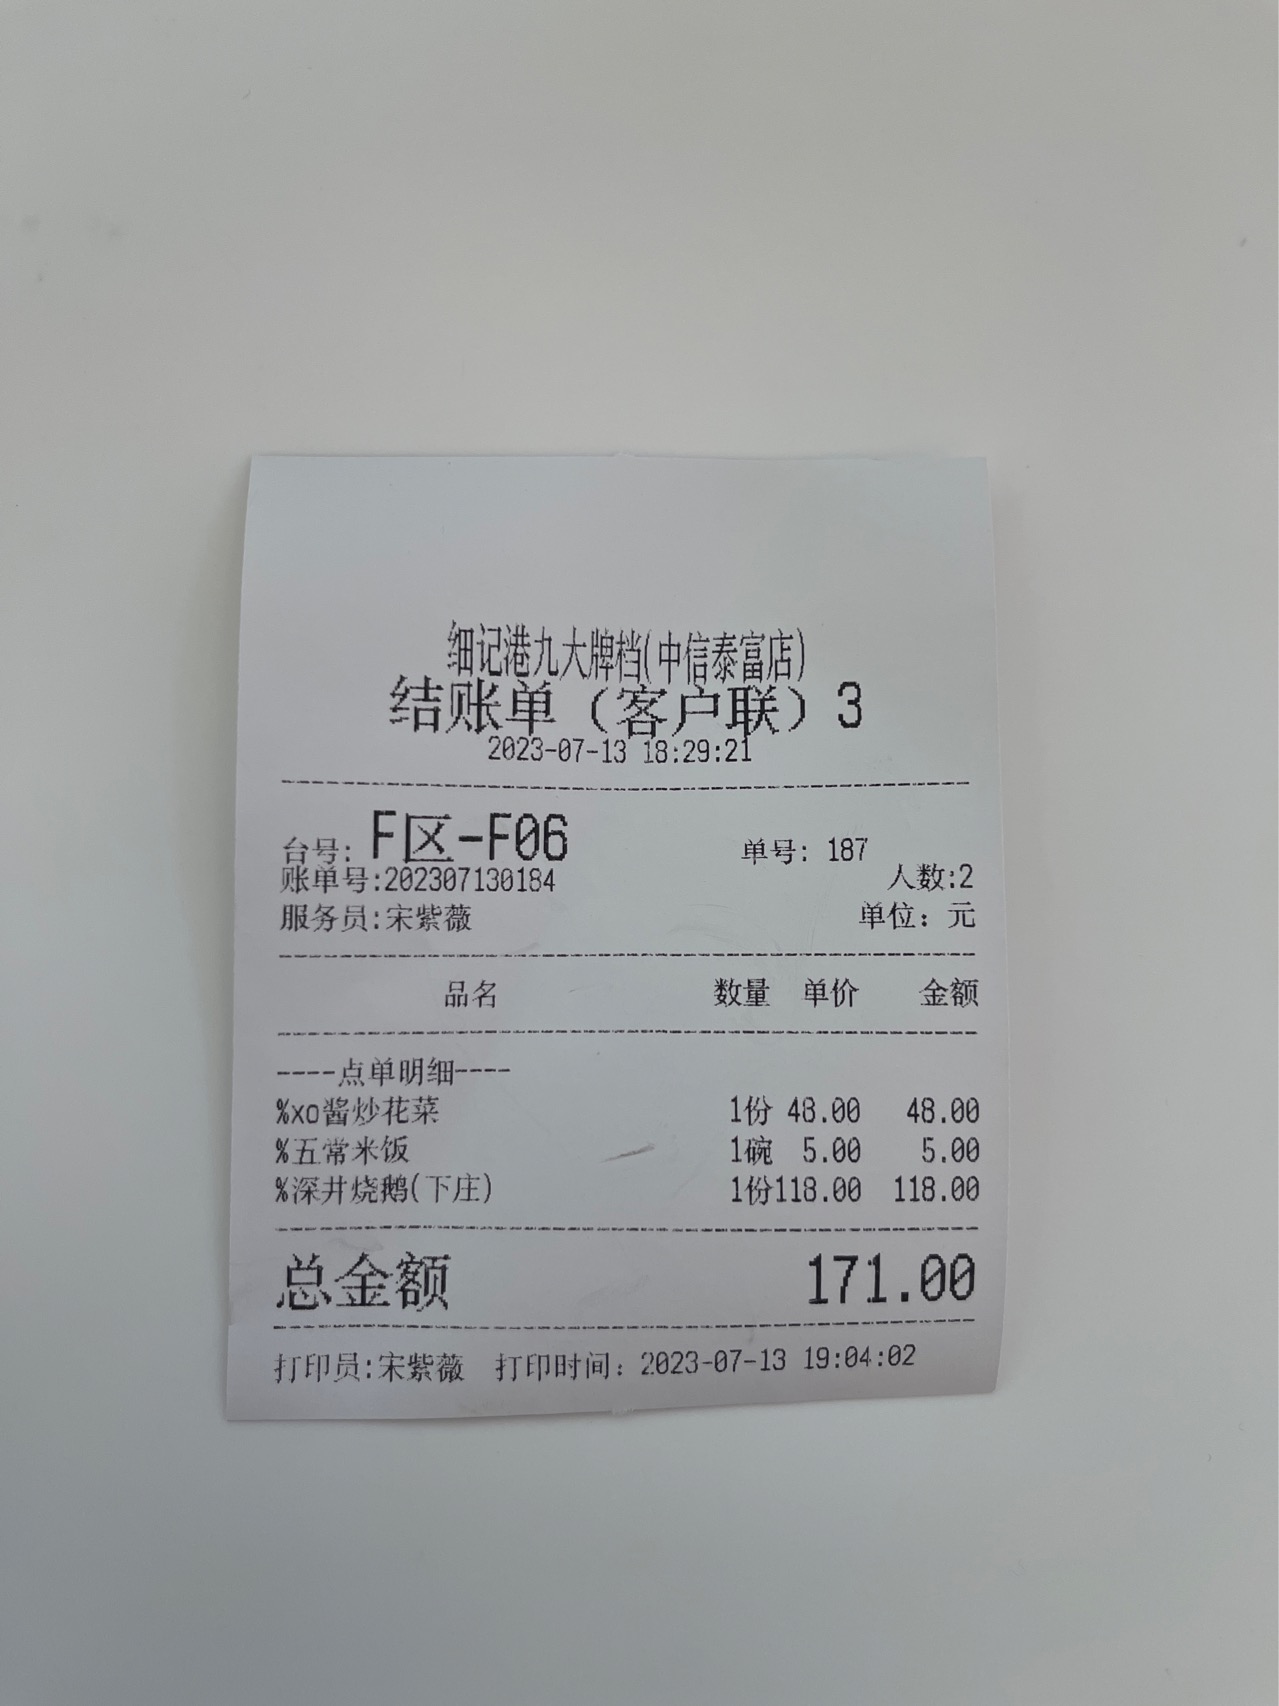 细记港九大牌档(中信泰富店)
结账单（客户联）3
2023-07-13 18:29:21
台号: F区-F06 单号: 187
账单号:202307130184 人数:2
服务员:宋紫薇 单位: 元
品名 数量 单价 金额
----点单明细----
%xo酱炒花菜 1份 48.00 48.00
%五常米饭 1碗 5.00 5.00
%深井烧鹅(下庄) 1份118.00 118.00
总金额 171.00
打印员:宋紫薇 打印时间: 2023-07-13 19:04:02